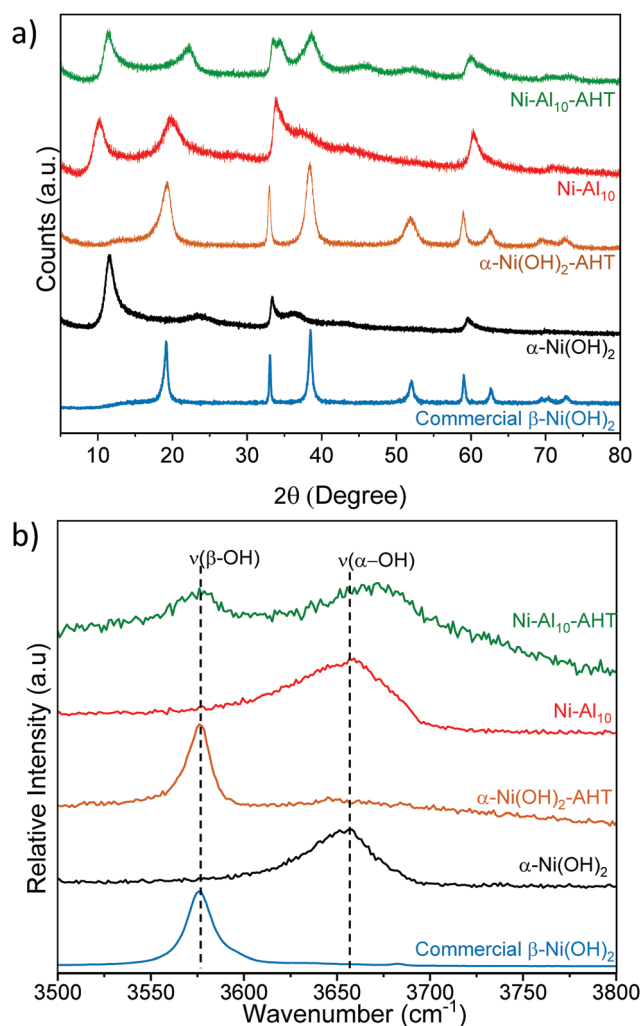 a)
Counts (a.u.)
Ni-Al₁₀-AHT
Ni-Al₁₀
α-Ni(OH)₂-AHT
α-Ni(OH)₂
Commercial β-Ni(OH)₂
10 20 30 40 50 60 70 80
2θ (Degree)
b)
Relative Intensity (a.u)
ν(β-OH) ν(α–OH)
Ni-Al₁₀-AHT
Ni-Al₁₀
α-Ni(OH)₂-AHT
α-Ni(OH)₂
Commercial β-Ni(OH)₂
3500 3550 3600 3650 3700 3750 3800
Wavenumber (cm⁻¹)